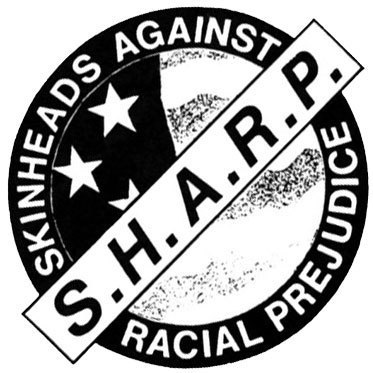 SKINHEADS AGAINST
S.H.A.R.P.
RACIAL PREJUDICE